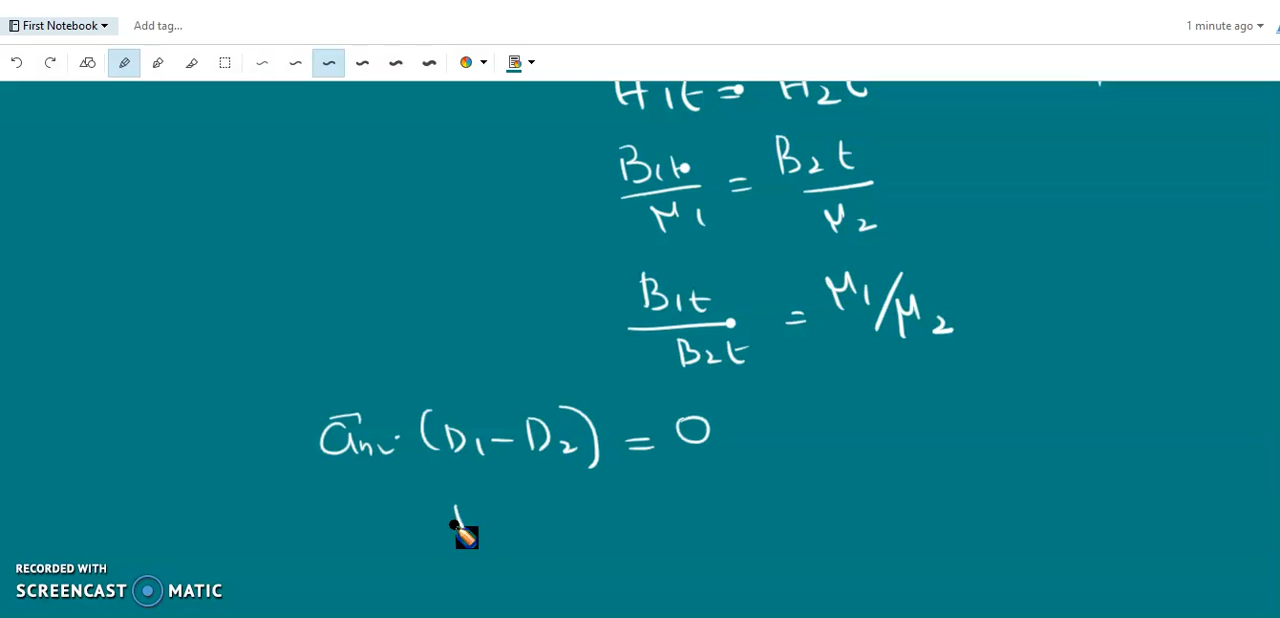 First Notebook Add tag... 1 minute ago
H1t = H2t
B1t/μ1 = B2t/μ2
B1t/B2t = μ1/μ2
a̅n2· (D1 - D2) = 0
RECORDED WITH
SCREENCAST MATIC